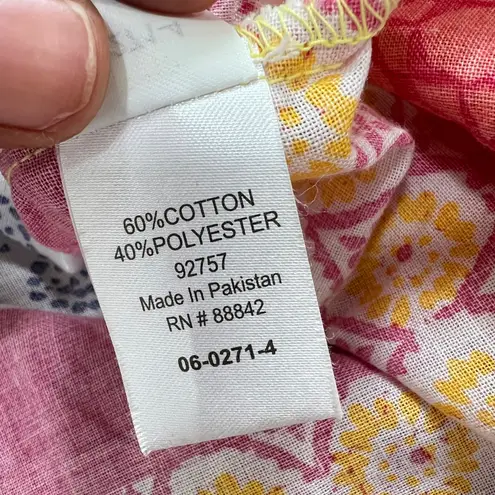 60%COTTON
40%POLYESTER
92757
Made In Pakistan
RN # 88842
06-0271-4